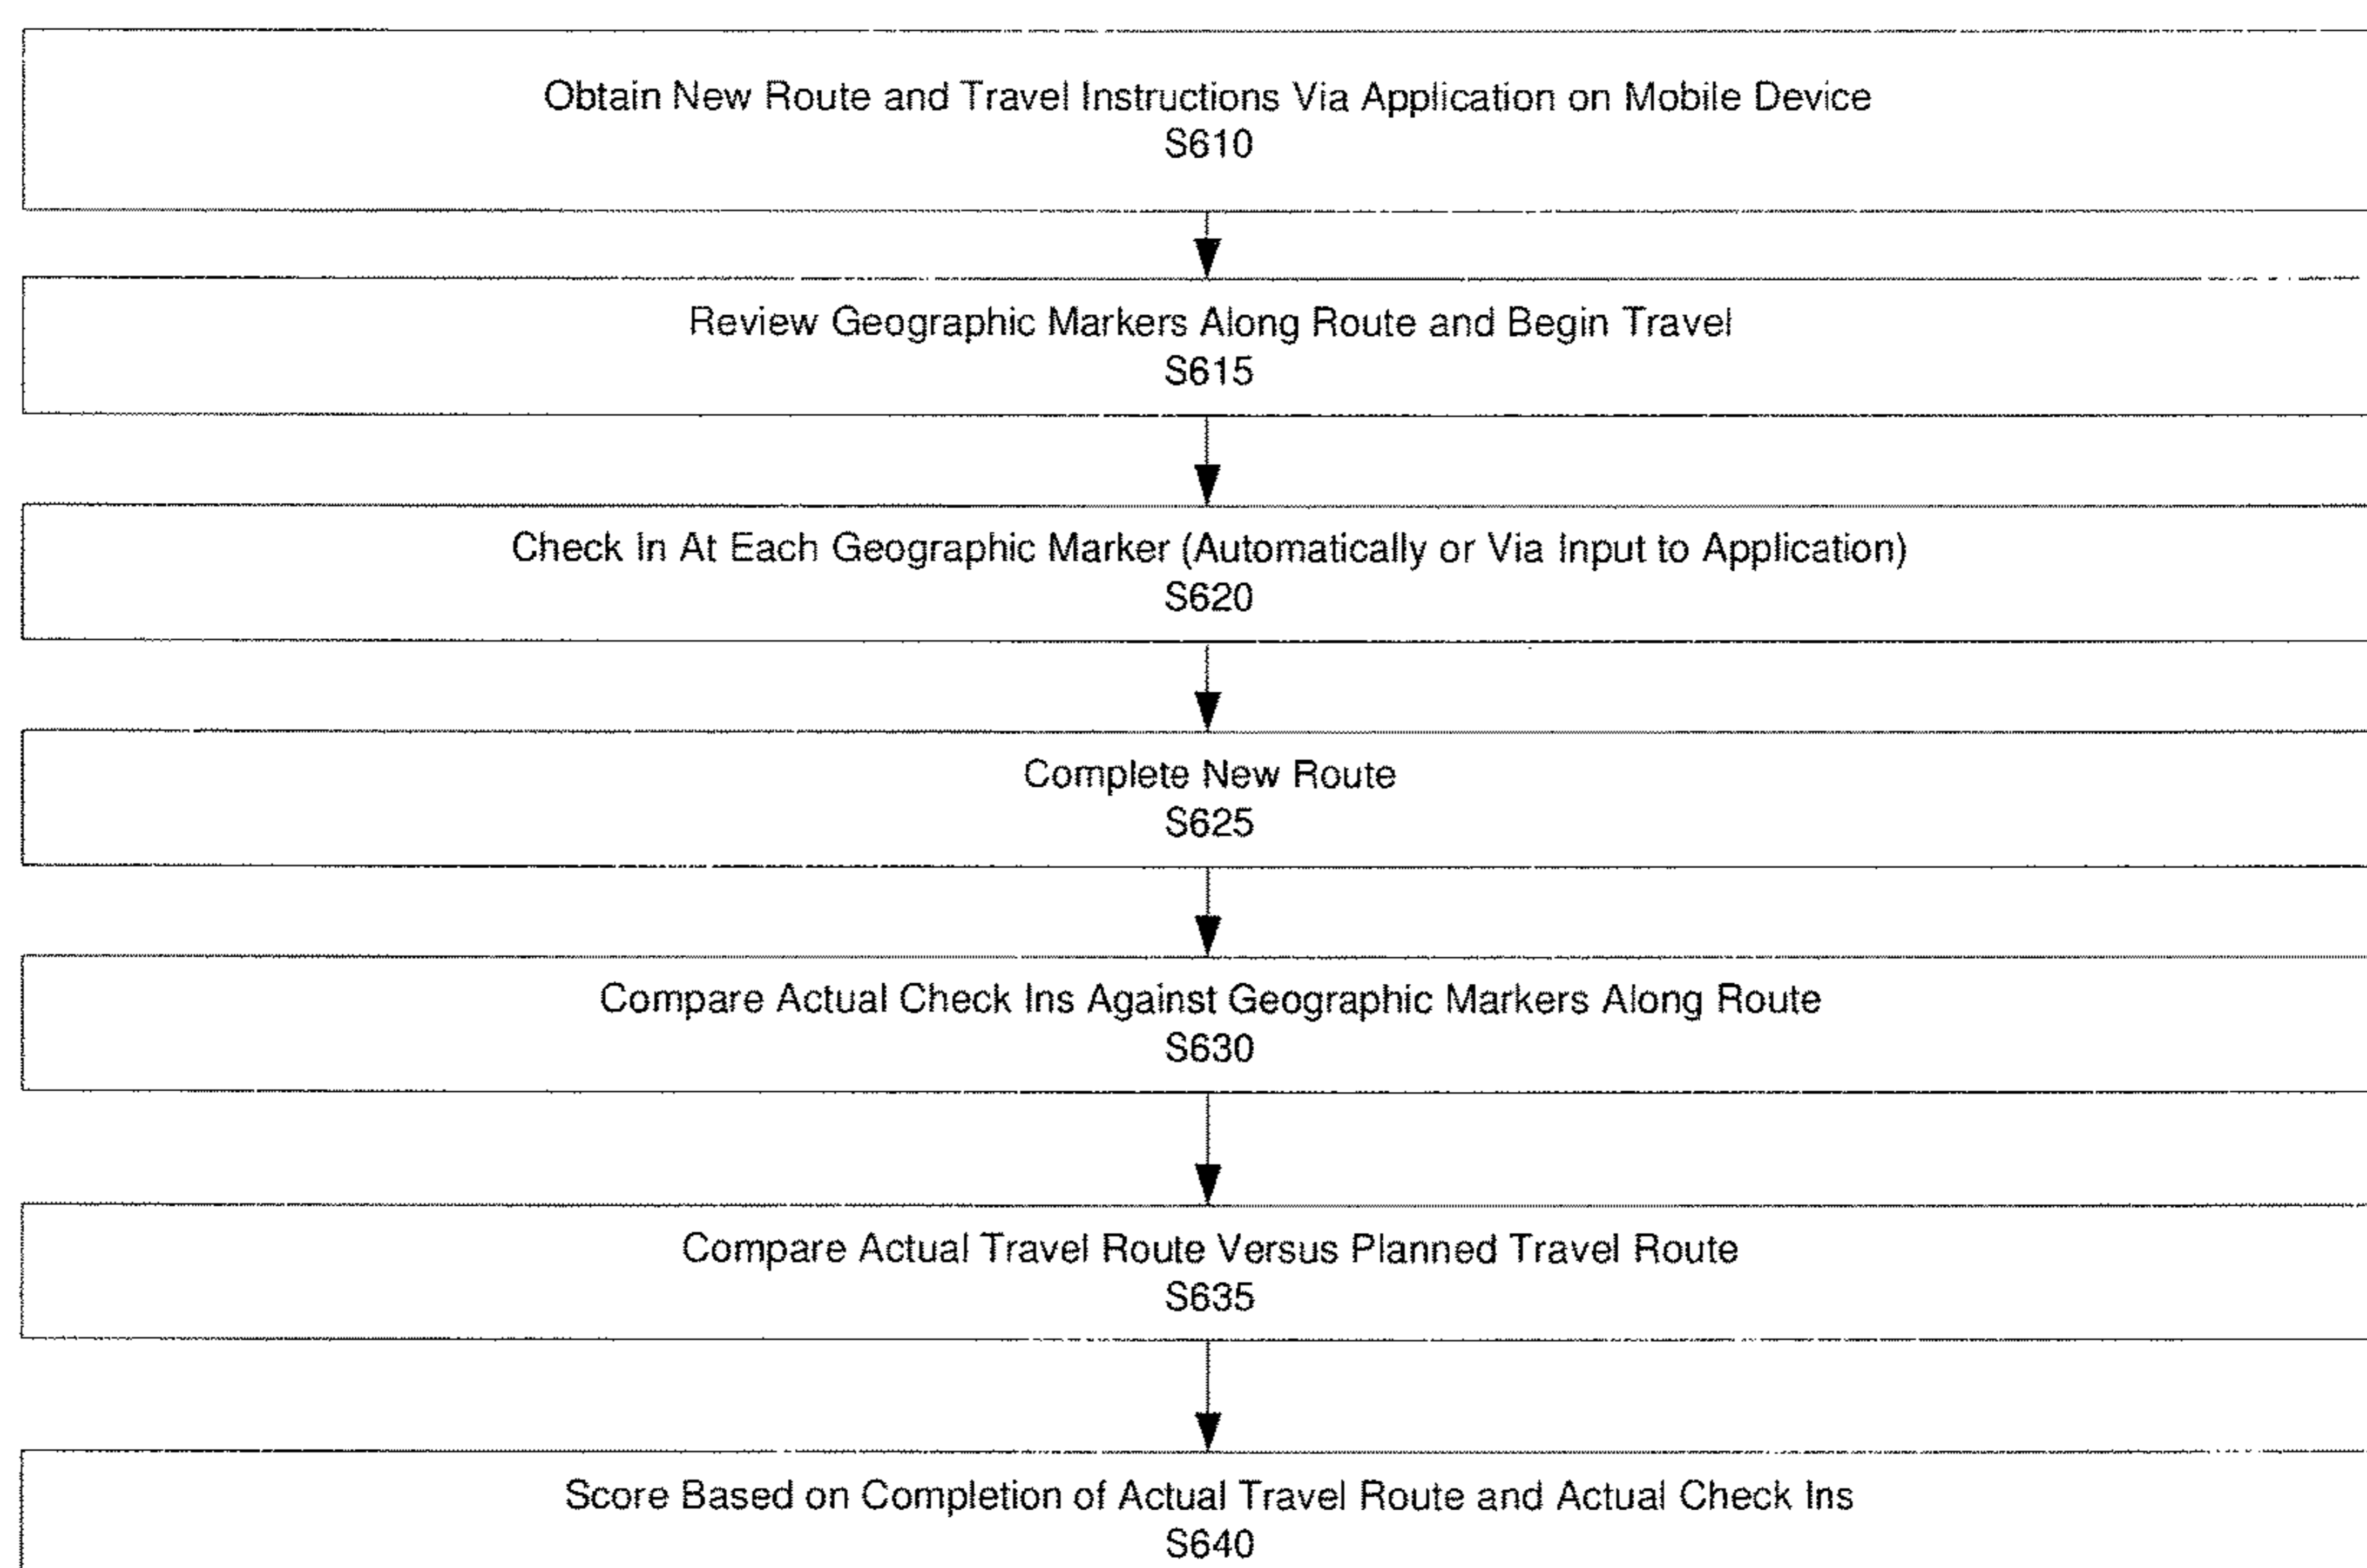 Obtain New Route and Travel Instructions Via Application on Mobile Device
S610
Review Geographic Markers Along Route and Begin Travel
S615
Check In At Each Geographic Marker (Automatically or Via Input to Application)
S620
Complete New Route
S625
Compare Actual Check Ins Against Geographic Markers Along Route
S630
Compare Actual Travel Route Versus Planned Travel Route
S635
Score Based on Completion of Actual Travel Route and Actual Check Ins
S640